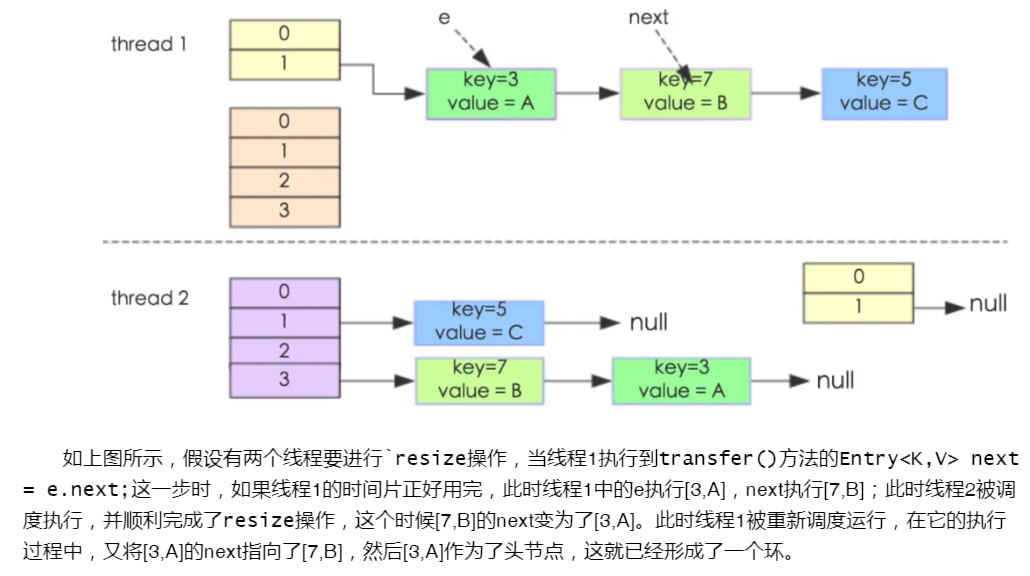 e
next
thread 1
0
1
key=3
value = A
key=7
value = B
key=5
value = C
0
1
2
3
thread 2
0
1
2
3
key=5
value = C
null
key=7
value = B
key=3
value = A
null
0
1
null
如上图所示，假设有两个线程要进行`resize操作，当线程1执行到transfer()方法的Entry<K,V> next
= e.next;这一步时，如果线程1的时间片正好用完，此时线程1中的e执行[3,A]，next执行[7,B]；此时线程2被调
度执行，并顺利完成了resize操作，这个时候[7,B]的next变为了[3,A]。此时线程1被重新调度运行，在它的执行
过程中，又将[3,A]的next指向了[7,B]，然后[3,A]作为了头节点，这就已经形成了一个环。